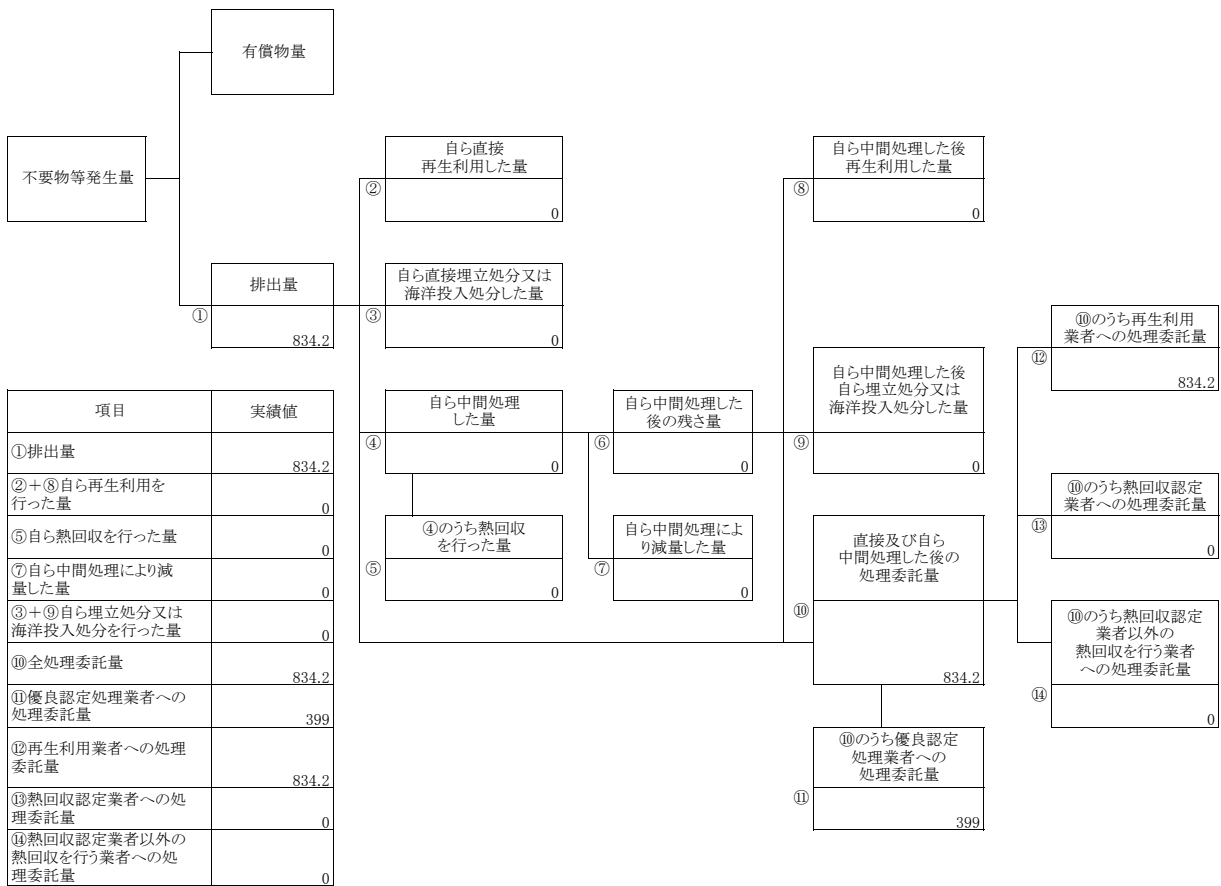 有償物量
不要物等発生量
排出量
①
834.2
自ら直接
再生利用した量
②
0
自ら直接埋立処分又は
海洋投入処分した量
③
0
自ら中間処理
した量
④
0
④のうち熱回収
を行った量
⑤
0
自ら中間処理した
後の残さ量
⑥
0
自ら中間処理によ
り減量した量
⑦
0
自ら中間処理した後
再生利用した量
⑧
0
自ら中間処理した後
自ら埋立処分又は
海洋投入処分した量
⑨
0
直接及び自ら
中間処理した後の
処理委託量
⑩
834.2
⑩のうち優良認定
処理業者への
処理委託量
⑪
399
⑩のうち再生利用
業者への処理委託量
⑫
834.2
⑩のうち熱回収認定
業者への処理委託量
⑬
0
⑩のうち熱回収認定
業者以外の
熱回収を行う業者
への処理委託量
⑭
0
項目 実績値
①排出量
834.2
②+⑧自ら再生利用を
行った量
0
⑤自ら熱回収を行った量
0
⑦自ら中間処理により減
量した量
0
③+⑨自ら埋立処分又は
海洋投入処分を行った量
0
⑩全処理委託量
834.2
⑪優良認定処理業者への
処理委託量
399
⑫再生利用業者への処理
委託量
834.2
⑬熱回収認定業者への処
理委託量
0
⑭熱回収認定業者以外の
熱回収を行う業者への処
理委託量
0